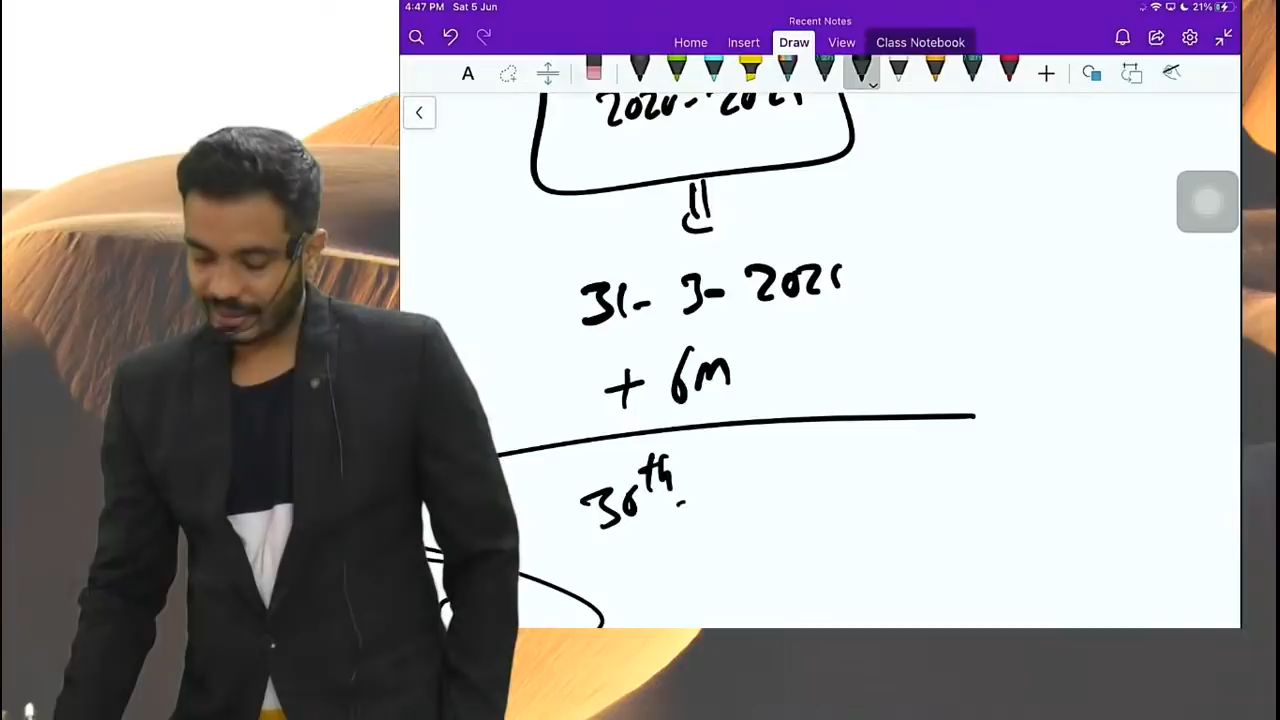 4:47 PM Sat 5 Jun
21%
Recent Notes
Home Insert Draw View Class Notebook
A
2020-2021
31-3-2021
+ 6m
30th